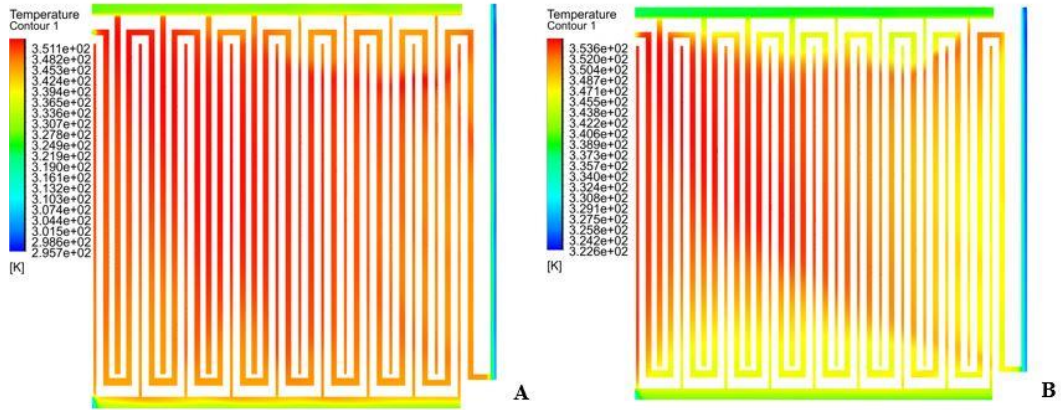 Temperature
Contour 1
3.511e+02
3.482e+02
3.453e+02
3.424e+02
3.394e+02
3.365e+02
3.336e+02
3.307e+02
3.278e+02
3.249e+02
3.219e+02
3.190e+02
3.161e+02
3.132e+02
3.103e+02
3.074e+02
3.044e+02
3.015e+02
2.986e+02
2.957e+02
[K]
A
Temperature
Contour 1
3.536e+02
3.520e+02
3.504e+02
3.487e+02
3.471e+02
3.455e+02
3.438e+02
3.422e+02
3.406e+02
3.389e+02
3.373e+02
3.357e+02
3.340e+02
3.324e+02
3.308e+02
3.291e+02
3.275e+02
3.258e+02
3.242e+02
3.226e+02
[K]
B